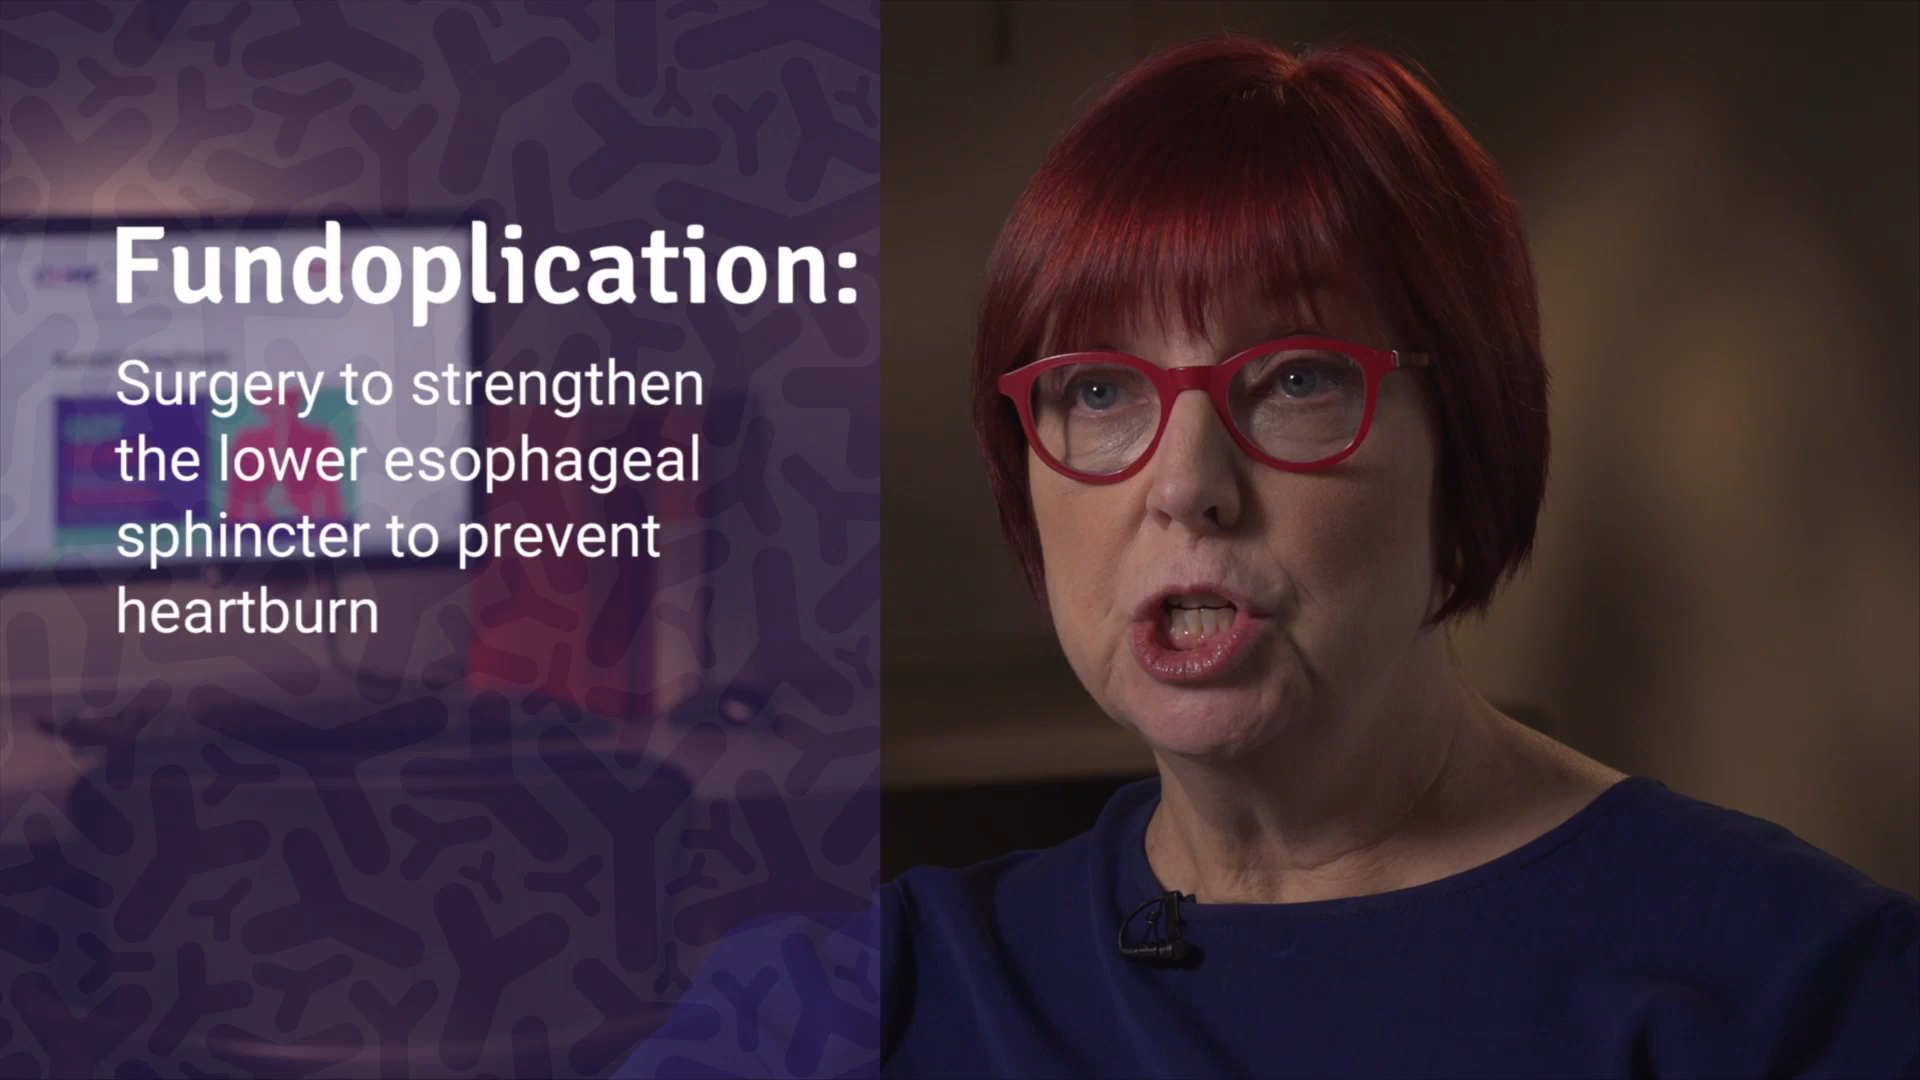 Fundoplication:
Surgery to strengthen
the lower esophageal
sphincter to prevent
heartburn